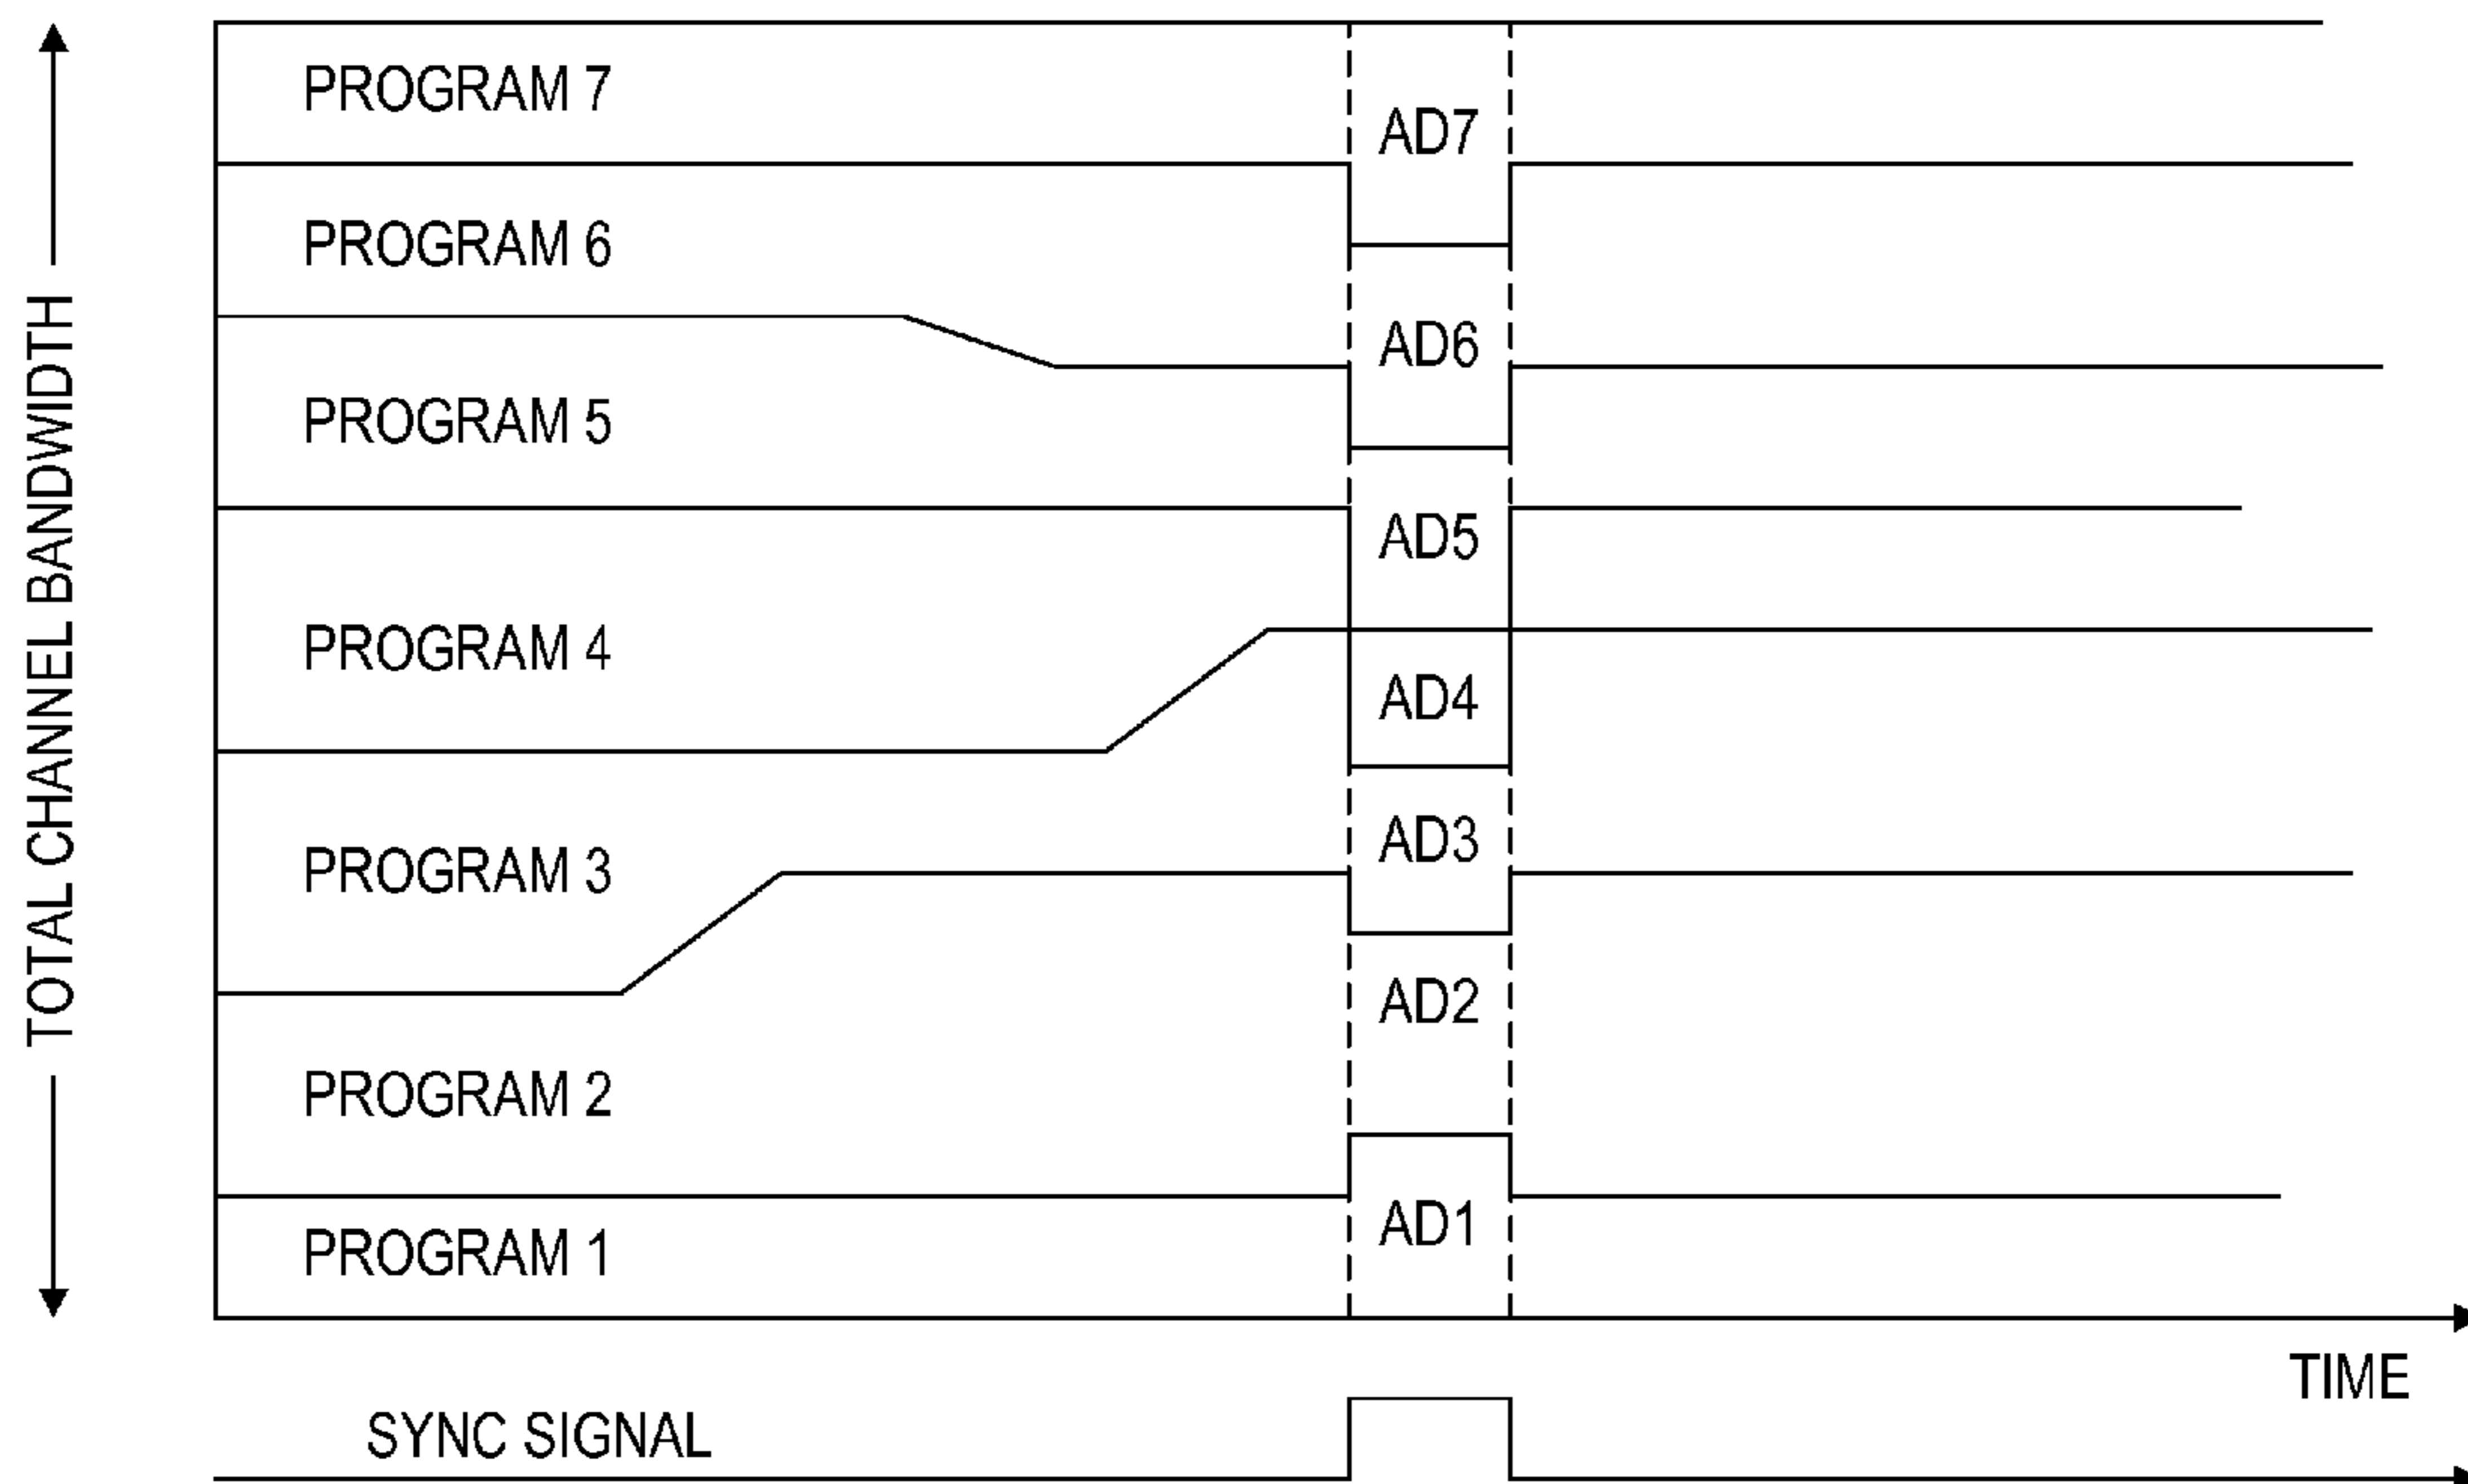 TOTAL CHANNEL BANDWIDTH
PROGRAM 7
AD7
PROGRAM 6
AD6
PROGRAM 5
AD5
PROGRAM 4
AD4
PROGRAM 3
AD3
PROGRAM 2
AD2
PROGRAM 1
AD1
TIME
SYNC SIGNAL